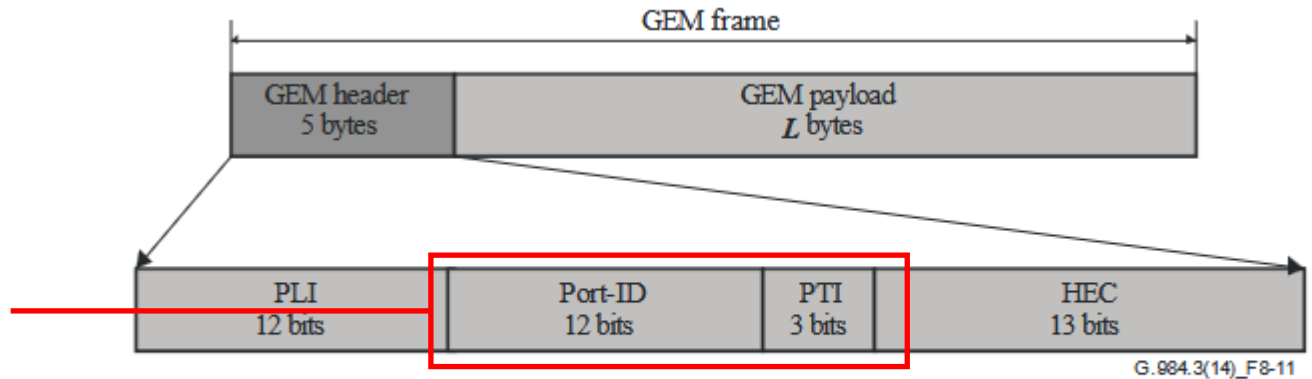 GEM frame
GEM header
5 bytes
GEM payload
L bytes
PLI
12 bits
Port-ID
12 bits
PTI
3 bits
HEC
13 bits
G.984.3(14)_F8-11